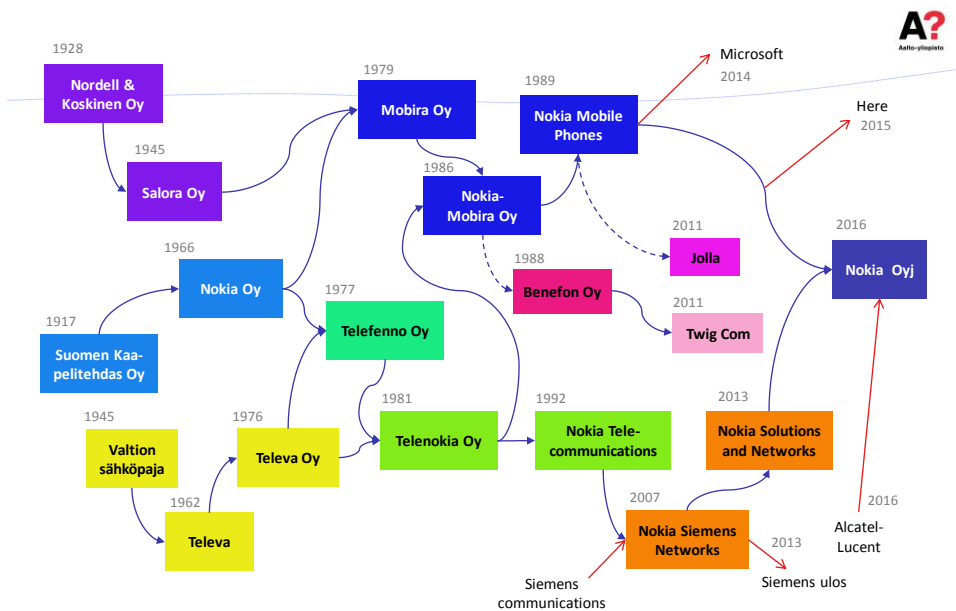 A?
Aalto-yliopisto
1928
Nordell &
Koskinen Oy
1979
Mobira Oy
1989
Nokia Mobile
Phones
Microsoft
2014
Here
2015
1945
Salora Oy
1986
Nokia-
Mobira Oy
2011
Jolla
2016
Nokia Oyj
1966
Nokia Oy
1988
Benefon Oy
1977
Telefenno Oy
2011
Twig Com
1917
Suomen Kaa-
pelitehdas Oy
1945
Valtion
sähköpaja
1976
Televa Oy
1981
Telenokia Oy
1992
Nokia Tele-
communications
2013
Nokia Solutions
and Networks
1962
Televa
2007
Nokia Siemens
Networks
2013
Siemens ulos
Siemens
communications
2016
Alcatel-
Lucent